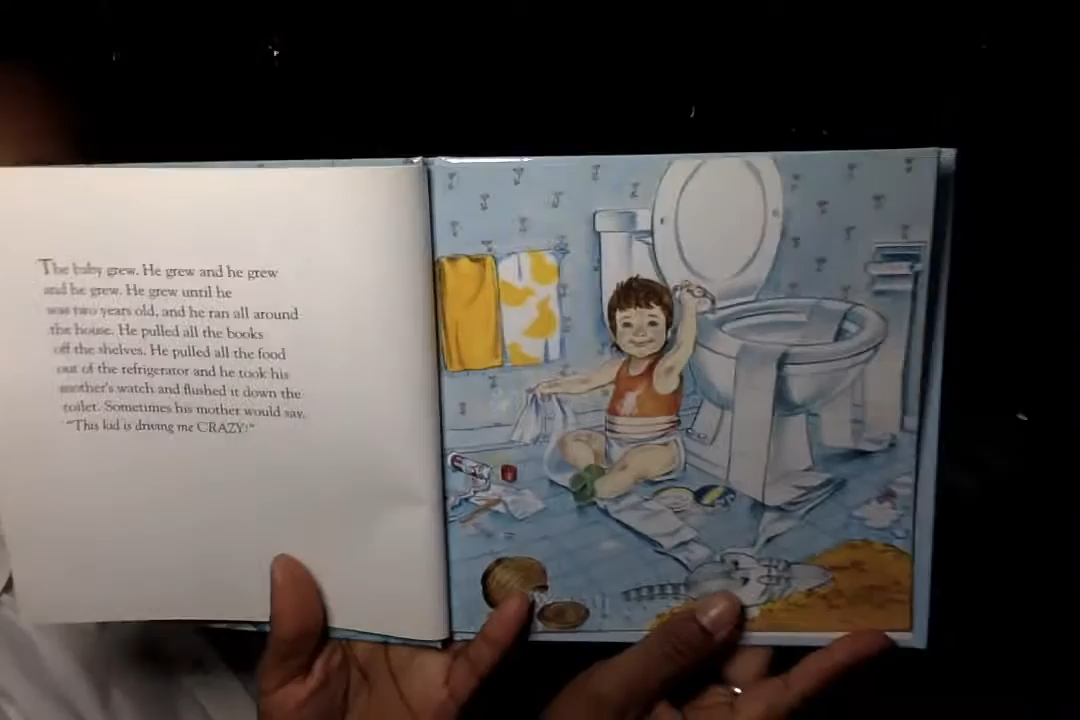 The baby grew. He grew and he grew
and he grew. He grew until he
was two years old, and he ran all around
the house. He pulled all the books
off the shelves. He pulled all the food
out of the refrigerator and he took his
mother's watch and flushed it down the
toilet. Sometimes his mother would say,
"This kid is driving me CRAZY!"